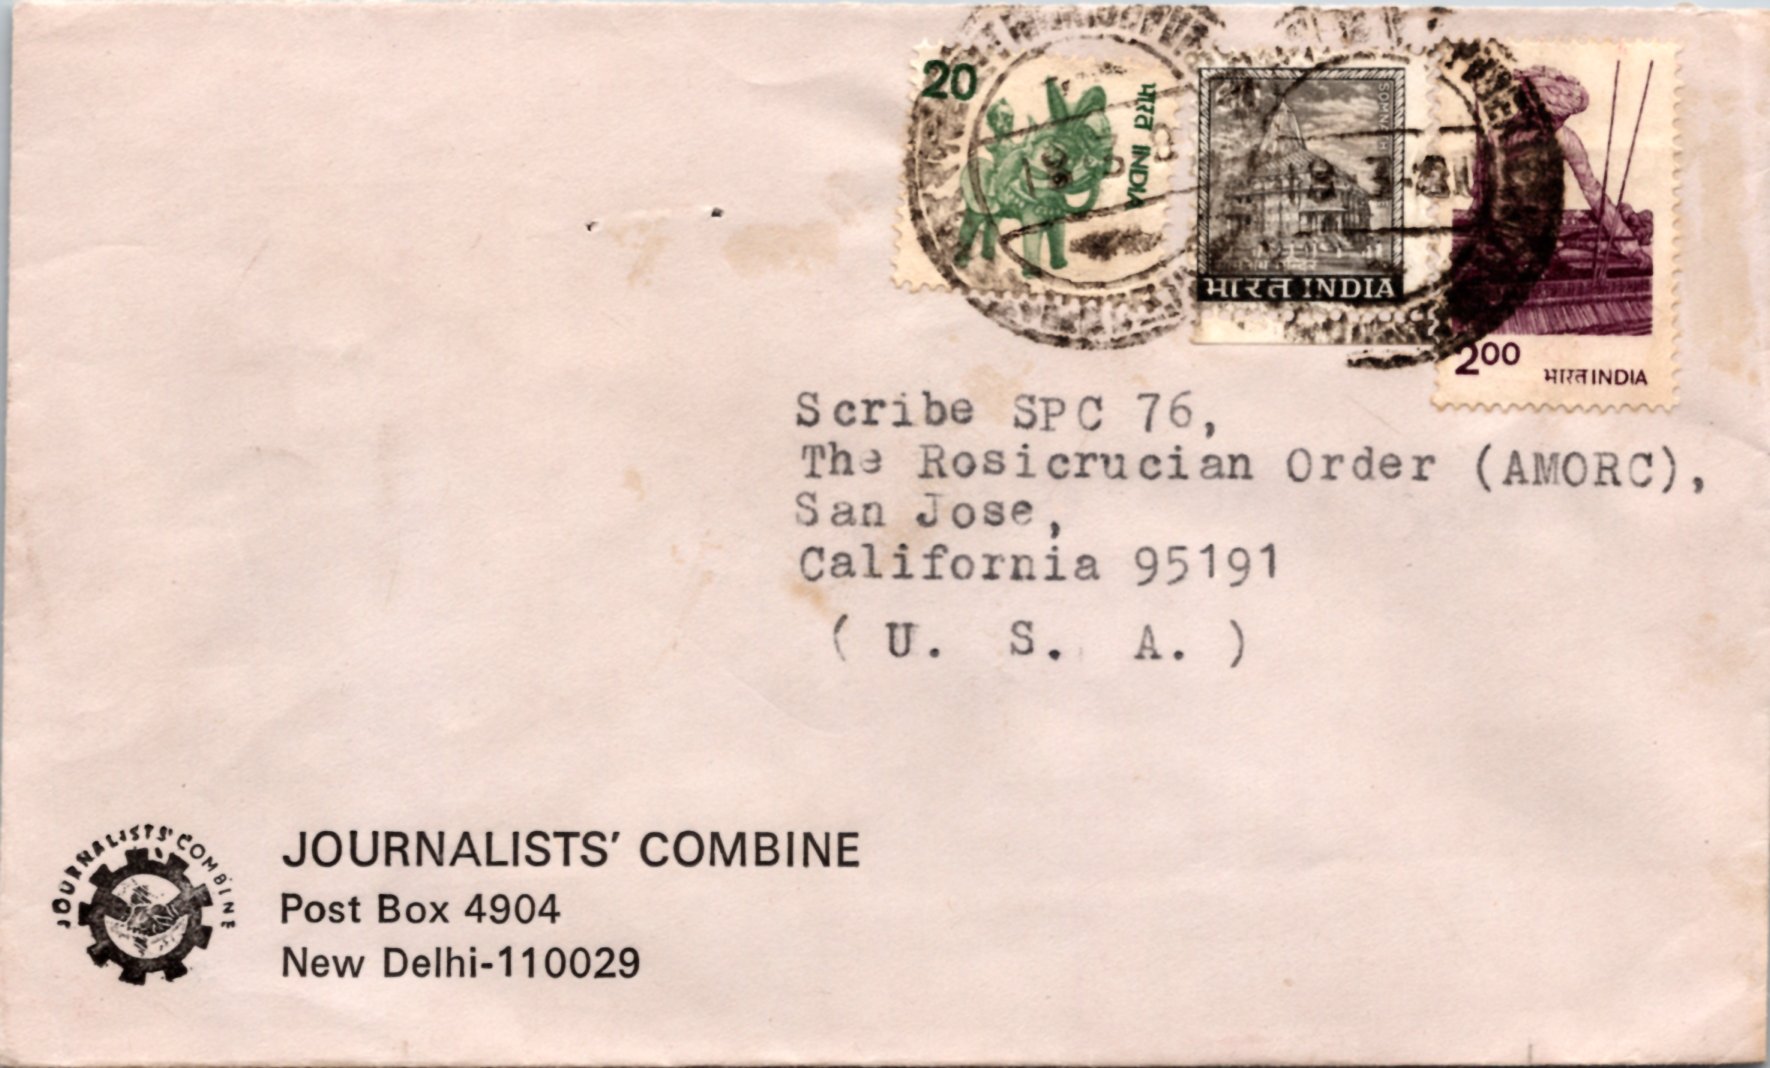 20
भारत INDIA
SOMNATH
भारत INDIA
2.00
भारत INDIA
Scribe SPC 76,
The Rosicrucian Order (AMORC),
San Jose,
California 95191
( U. S. A. )
JOURNALISTS' COMBINE
JOURNALISTS' COMBINE
Post Box 4904
New Delhi-110029